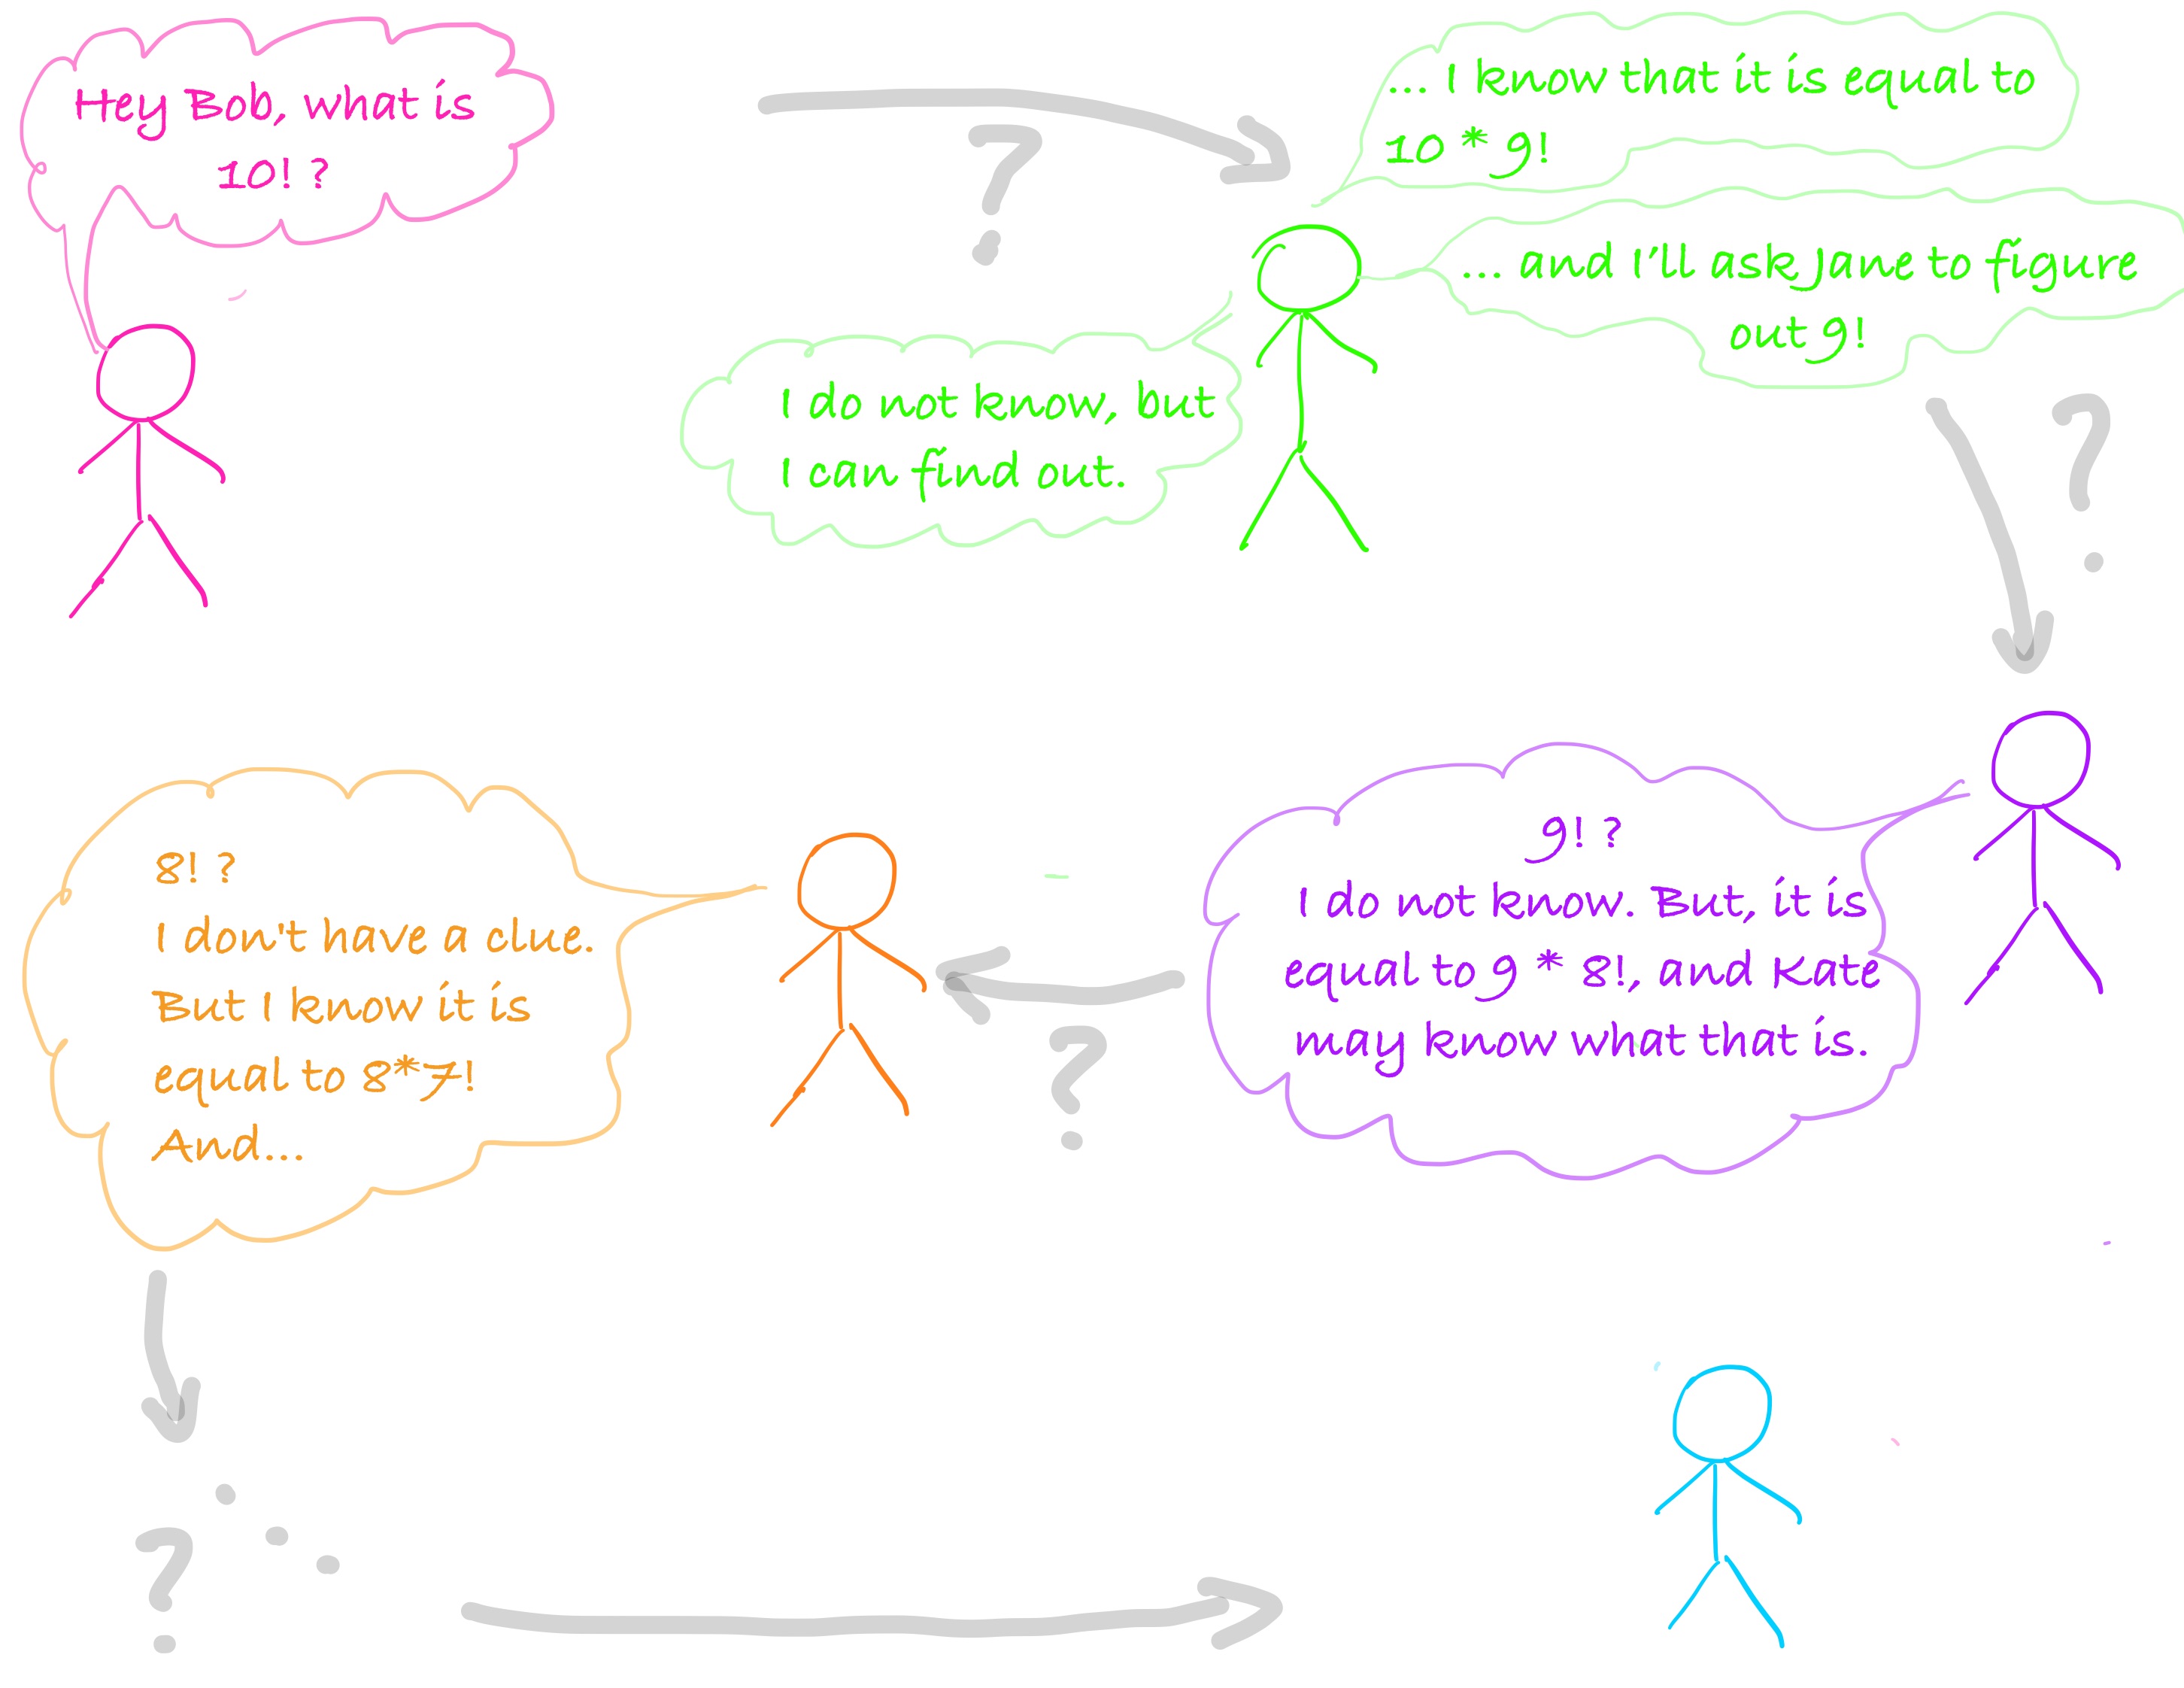 Hey Bob, what is
10! ?
... I know that it is equal to
10 * 9!
... and I'll ask Jane to figure
out 9!
I do not know, but
I can find out.
9! ?
I do not know. But, it is
equal to 9 * 8!, and Kate
may know what that is.
8! ?
I don't have a clue.
But I know it is
equal to 8*7!
And...
?
?
?
?